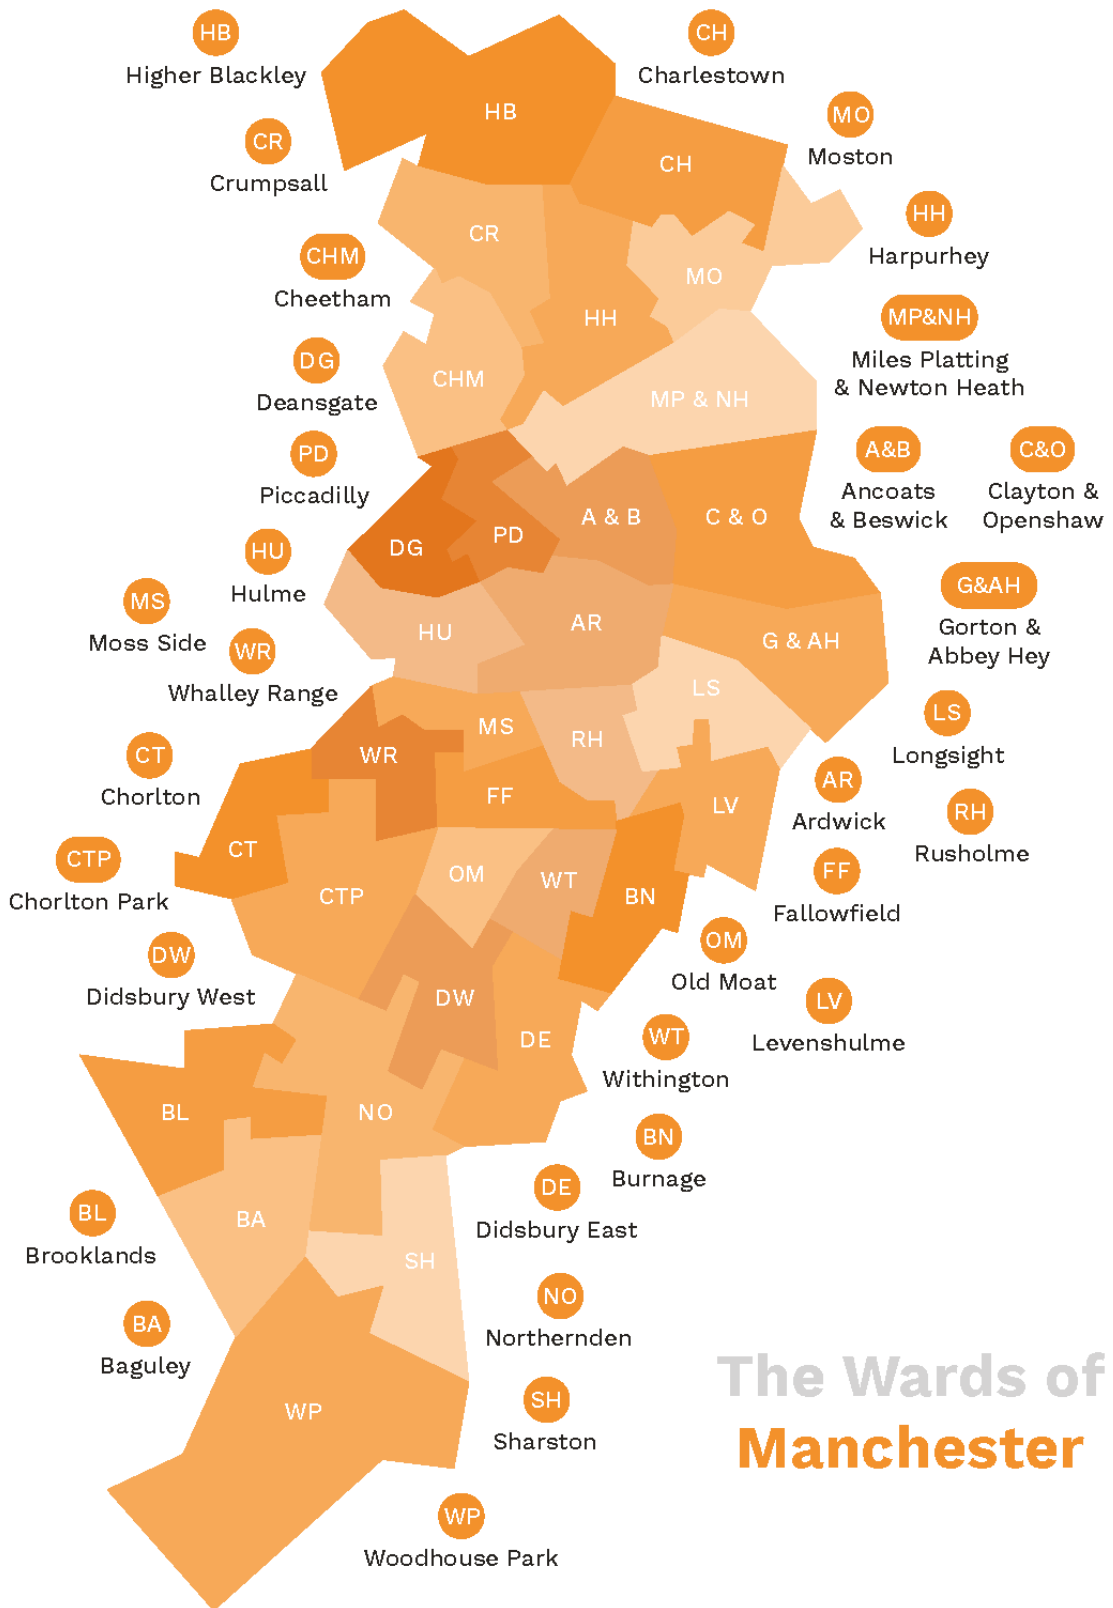 HB
Higher Blackley
CH
Charlestown
MO
Moston
CR
Crumpsall
HH
Harpurhey
CHM
Cheetham
MP&NH
Miles Platting
& Newton Heath
DG
Deansgate
PD
Piccadilly
A&B
Ancoats
& Beswick
C&O
Clayton &
Openshaw
HU
Hulme
MS
Moss Side
G&AH
Gorton &
Abbey Hey
WR
Whalley Range
LS
Longsight
CT
Chorlton
AR
Ardwick
RH
Rusholme
CTP
Chorlton Park
FF
Fallowfield
DW
Didsbury West
OM
Old Moat
LV
Levenshulme
WT
Withington
BN
Burnage
DE
Didsbury East
BL
Brooklands
NO
Northernden
BA
Baguley
SH
Sharston
WP
Woodhouse Park
HB
CH
CR
MO
HH
CHM
MP & NH
A & B
C & O
PD
DG
HU
AR
G & AH
LS
MS
RH
WR
FF
LV
CT
OM
WT
CTP
BN
DW
DE
BL
NO
BA
SH
WP
The Wards of
Manchester